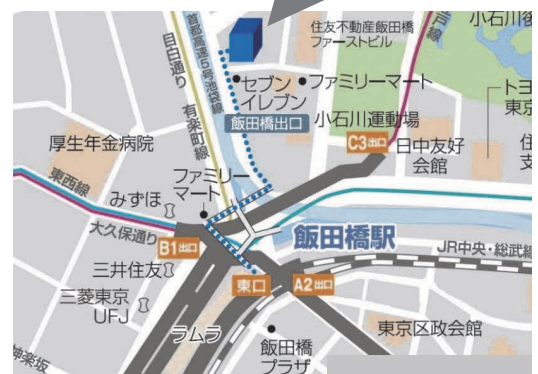 住友不動産飯田橋
ファーストビル
小石川後
首都高速5号池袋線
目白通り
有楽町線
セブン
イレブン
ファミリーマート
飯田橋出口
小石川運動場
トヨ
東京
厚生年金病院
C3出口
日中友好
会館
東西線
みずほ
ファミリー
マート
大久保通り
B1出口
飯田橋駅
JR中央・総武線
三井住友
東口
A2出口
三菱東京
UFJ
ラムラ
飯田橋
プラザ
東京区政会館
神楽坂